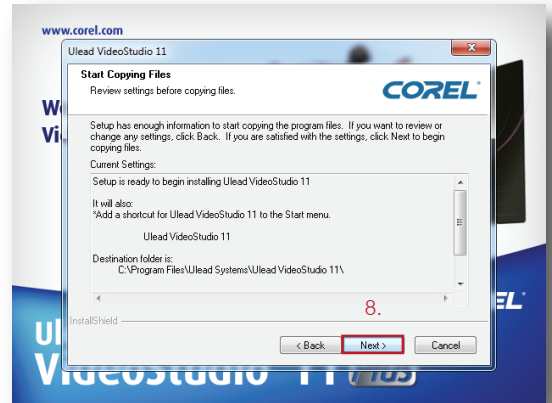 www.corel.com
Ulead VideoStudio 11
Start Copying Files
Review settings before copying files.
COREL
Setup has enough information to start copying the program files. If you want to review or
change any settings, click Back. If you are satisfied with the settings, click Next to begin
copying files.
Current Settings:
Setup is ready to begin installing Ulead VideoStudio 11
It will also:
*Add a shortcut for Ulead VideoStudio 11 to the Start menu.
Ulead VideoStudio 11
Destination folder is:
C:\Program Files\Ulead Systems\Ulead VideoStudio 11\
8.
InstallShield
< Back
Next >
Cancel
VideoStudio 11 Plus